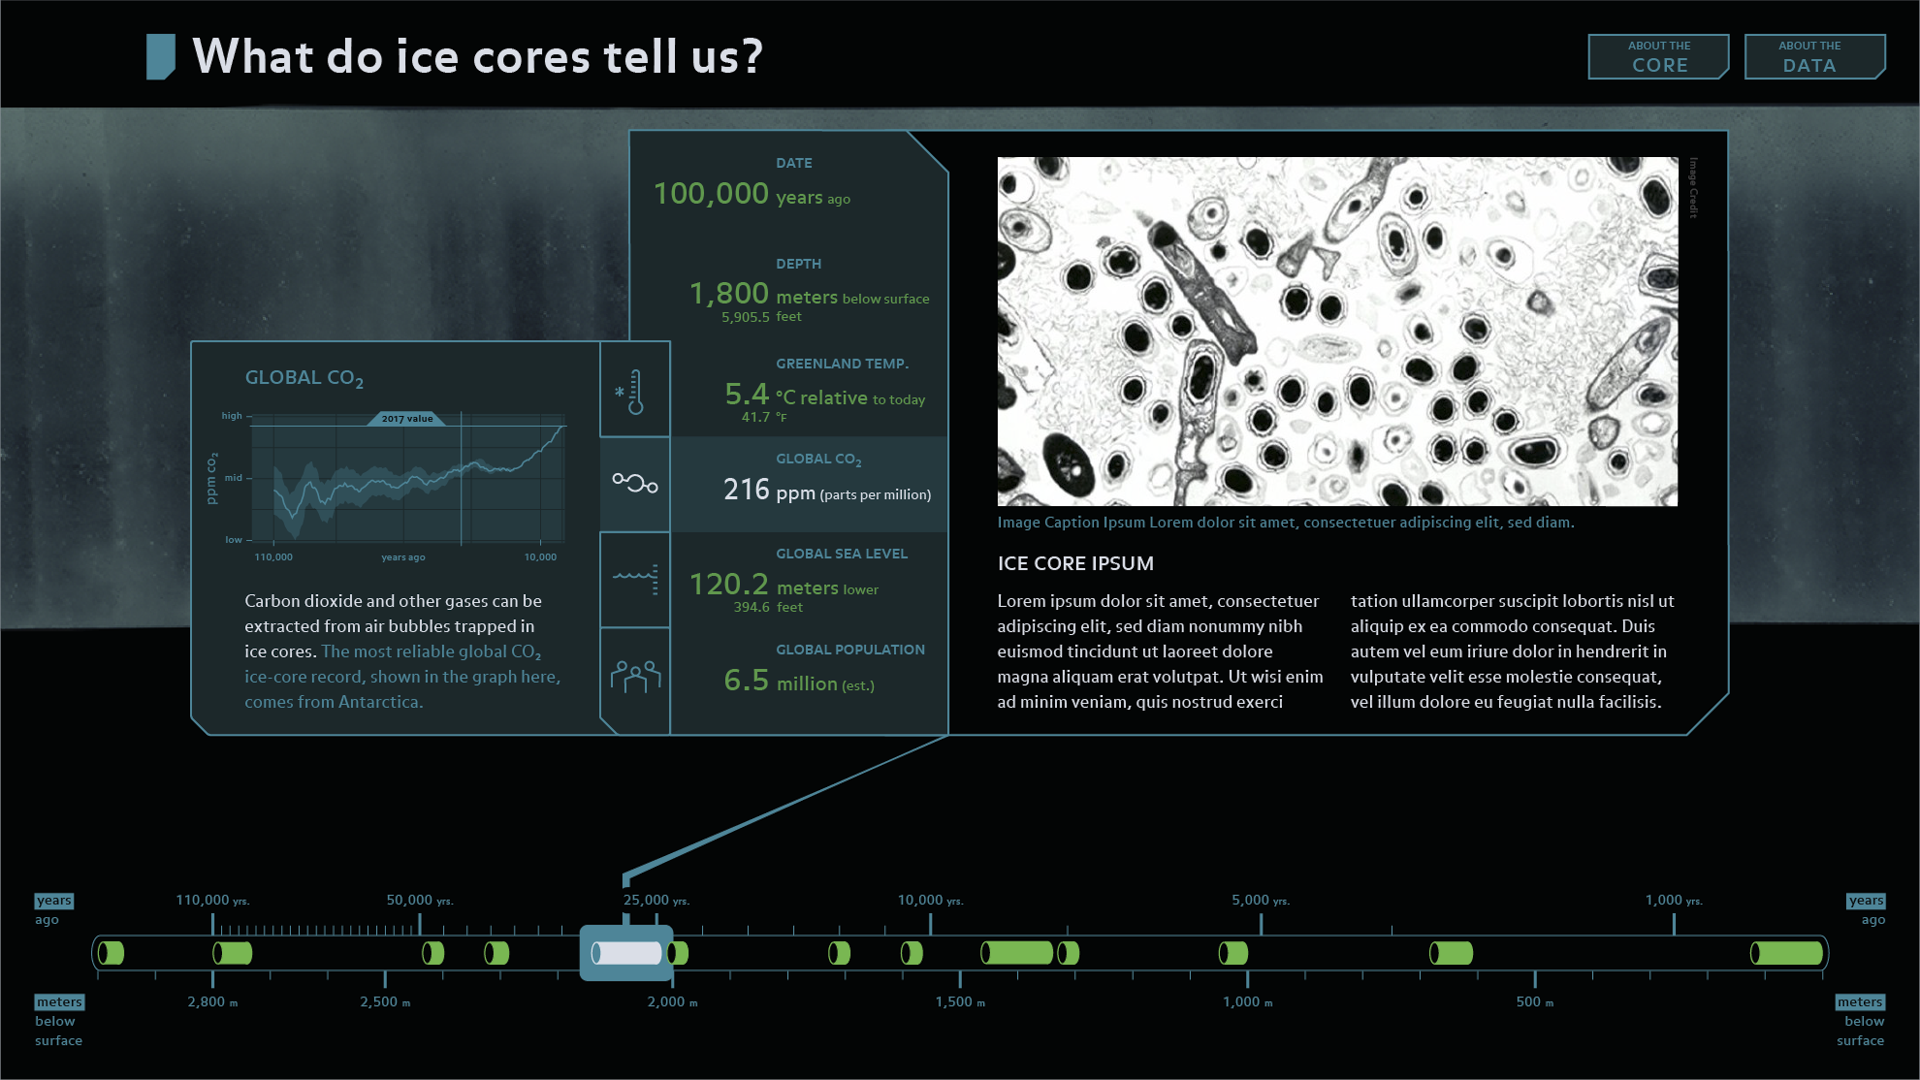 What do ice cores tell us?
ABOUT THE
CORE
ABOUT THE
DATA
DATE
100,000 years ago
DEPTH
1,800 meters below surface
5,905.5 feet
GREENLAND TEMP.
5.4 °C relative to today
41.7 °F
GLOBAL CO₂
216 ppm (parts per million)
GLOBAL SEA LEVEL
120.2 meters lower
394.6 feet
GLOBAL POPULATION
6.5 million (est.)
GLOBAL CO₂
high
2017 value
ppm co₂
mid
low
110,000 years ago 10,000
Carbon dioxide and other gases can be
extracted from air bubbles trapped in
ice cores. The most reliable global CO₂
ice-core record, shown in the graph here,
comes from Antarctica.
Image Credit
Image Caption Ipsum Lorem dolor sit amet, consectetuer adipiscing elit, sed diam.
ICE CORE IPSUM
Lorem ipsum dolor sit amet, consectetuer
adipiscing elit, sed diam nonummy nibh
euismod tincidunt ut laoreet dolore
magna aliquam erat volutpat. Ut wisi enim
ad minim veniam, quis nostrud exerci
tation ullamcorper suscipit lobortis nisl ut
aliquip ex ea commodo consequat. Duis
autem vel eum iriure dolor in hendrerit in
vulputate velit esse molestie consequat,
vel illum dolore eu feugiat nulla facilisis.
years
ago
110,000 yrs. 50,000 yrs. 25,000 yrs. 10,000 yrs. 5,000 yrs. 1,000 yrs.
years
ago
meters
below
surface
2,800 m 2,500 m 2,000 m 1,500 m 1,000 m 500 m
meters
below
surface